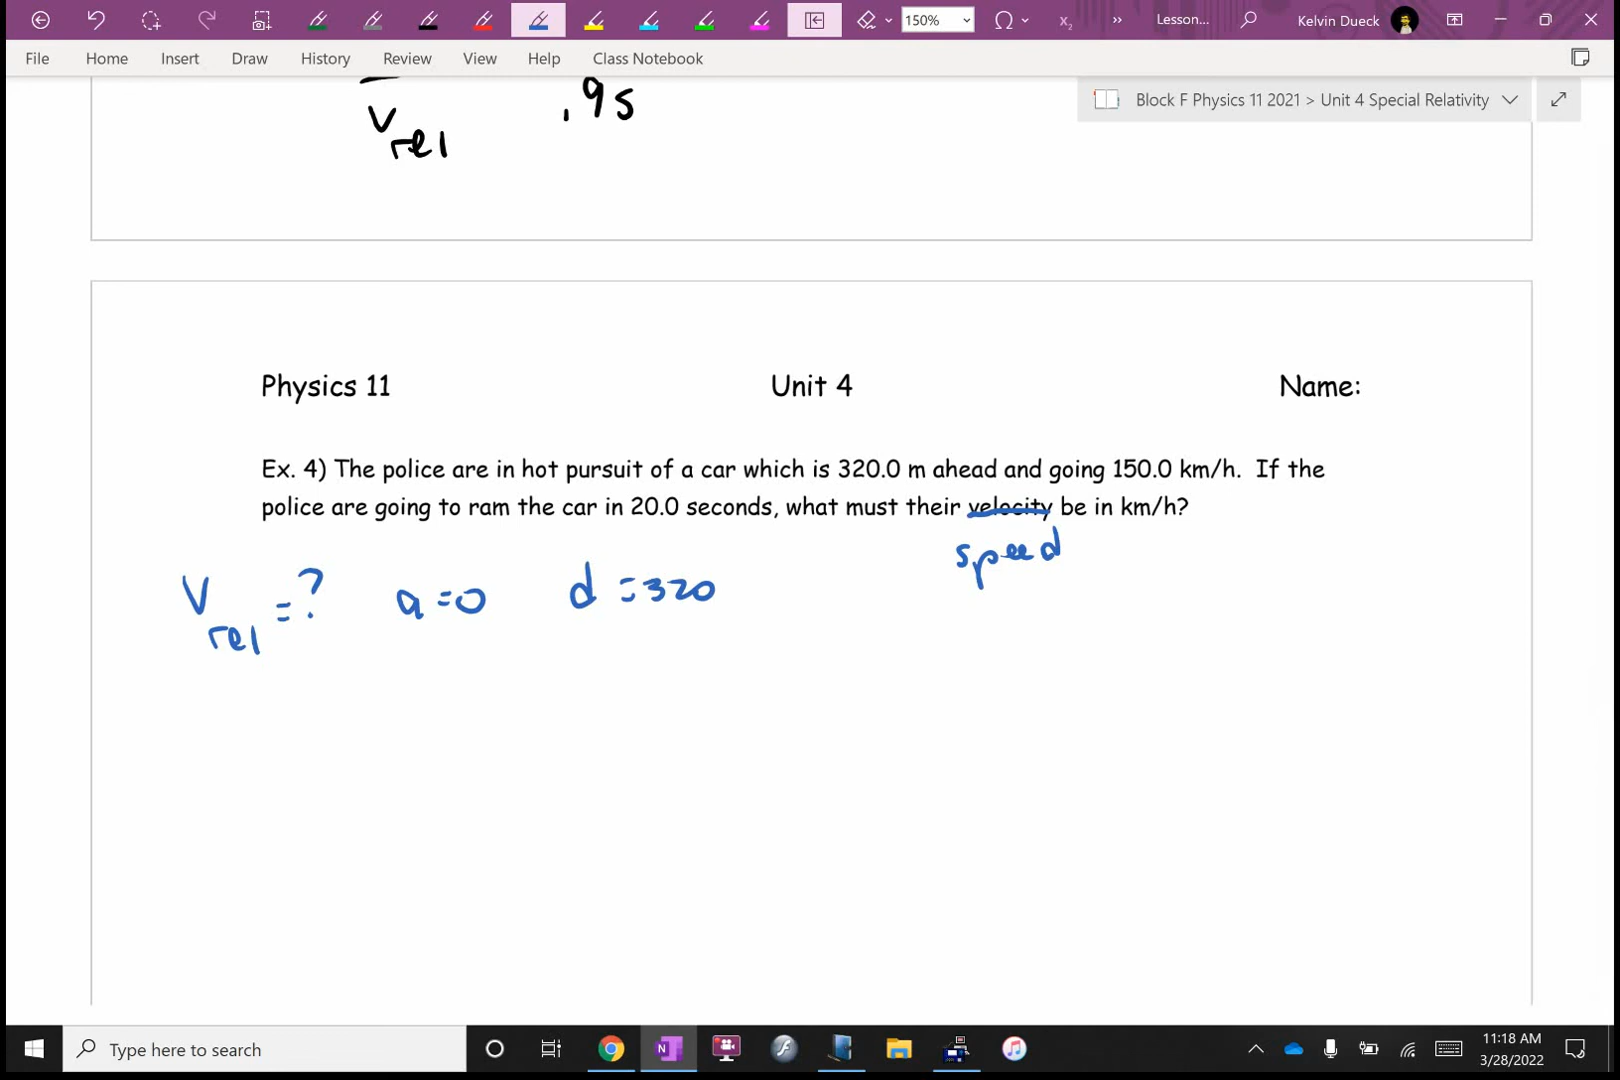 150%
Lesson...
Kelvin Dueck
File Home Insert Draw History Review View Help Class Notebook
Block F Physics 11 2021 > Unit 4 Special Relativity
v rel
.9s
Physics 11 Unit 4 Name:
Ex. 4) The police are in hot pursuit of a car which is 320.0 m ahead and going 150.0 km/h. If the
police are going to ram the car in 20.0 seconds, what must their velocity be in km/h?
speed
V rel = ? a = 0 d = 320
Type here to search
11:18 AM
3/28/2022